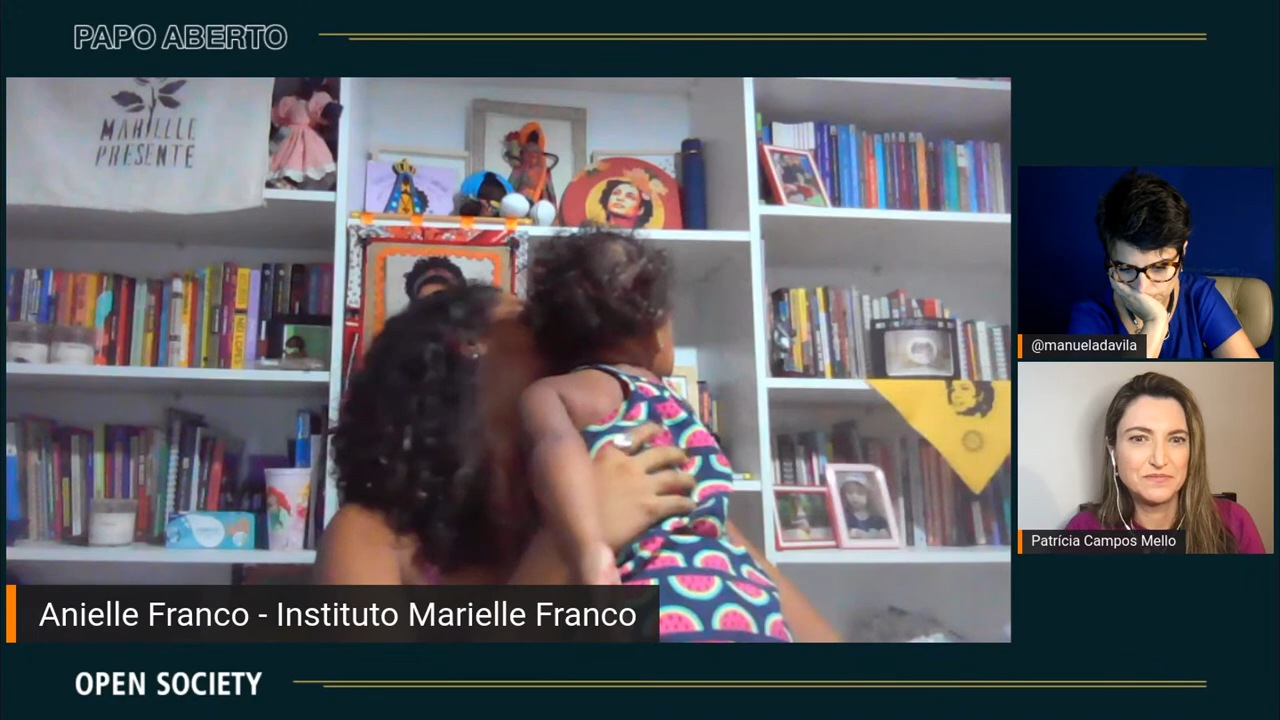 PAPO ABERTO
MARIELLE
PRESENTE
@manueladavila
Patrícia Campos Mello
Anielle Franco - Instituto Marielle Franco
OPEN SOCIETY